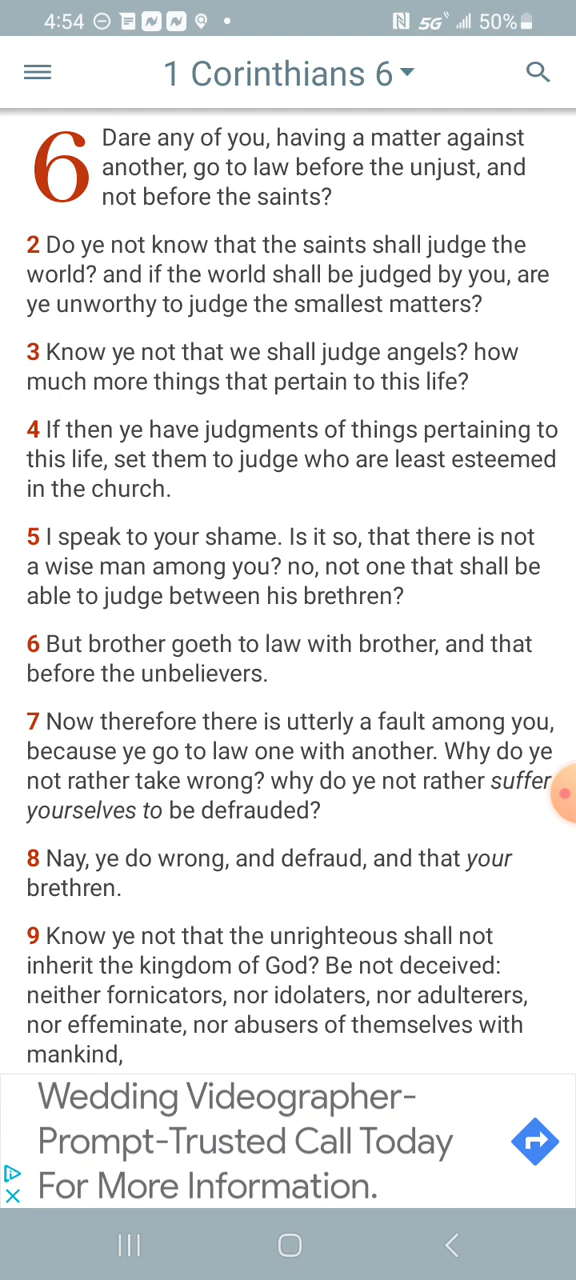 4:54
5G 50%
1 Corinthians 6
6 Dare any of you, having a matter against
another, go to law before the unjust, and
not before the saints?
2 Do ye not know that the saints shall judge the
world? and if the world shall be judged by you, are
ye unworthy to judge the smallest matters?
3 Know ye not that we shall judge angels? how
much more things that pertain to this life?
4 If then ye have judgments of things pertaining to
this life, set them to judge who are least esteemed
in the church.
5 I speak to your shame. Is it so, that there is not
a wise man among you? no, not one that shall be
able to judge between his brethren?
6 But brother goeth to law with brother, and that
before the unbelievers.
7 Now therefore there is utterly a fault among you,
because ye go to law one with another. Why do ye
not rather take wrong? why do ye not rather suffer
yourselves to be defrauded?
8 Nay, ye do wrong, and defraud, and that your
brethren.
9 Know ye not that the unrighteous shall not
inherit the kingdom of God? Be not deceived:
neither fornicators, nor idolaters, nor adulterers,
nor effeminate, nor abusers of themselves with
mankind,
Wedding Videographer-
Prompt-Trusted Call Today
For More Information.